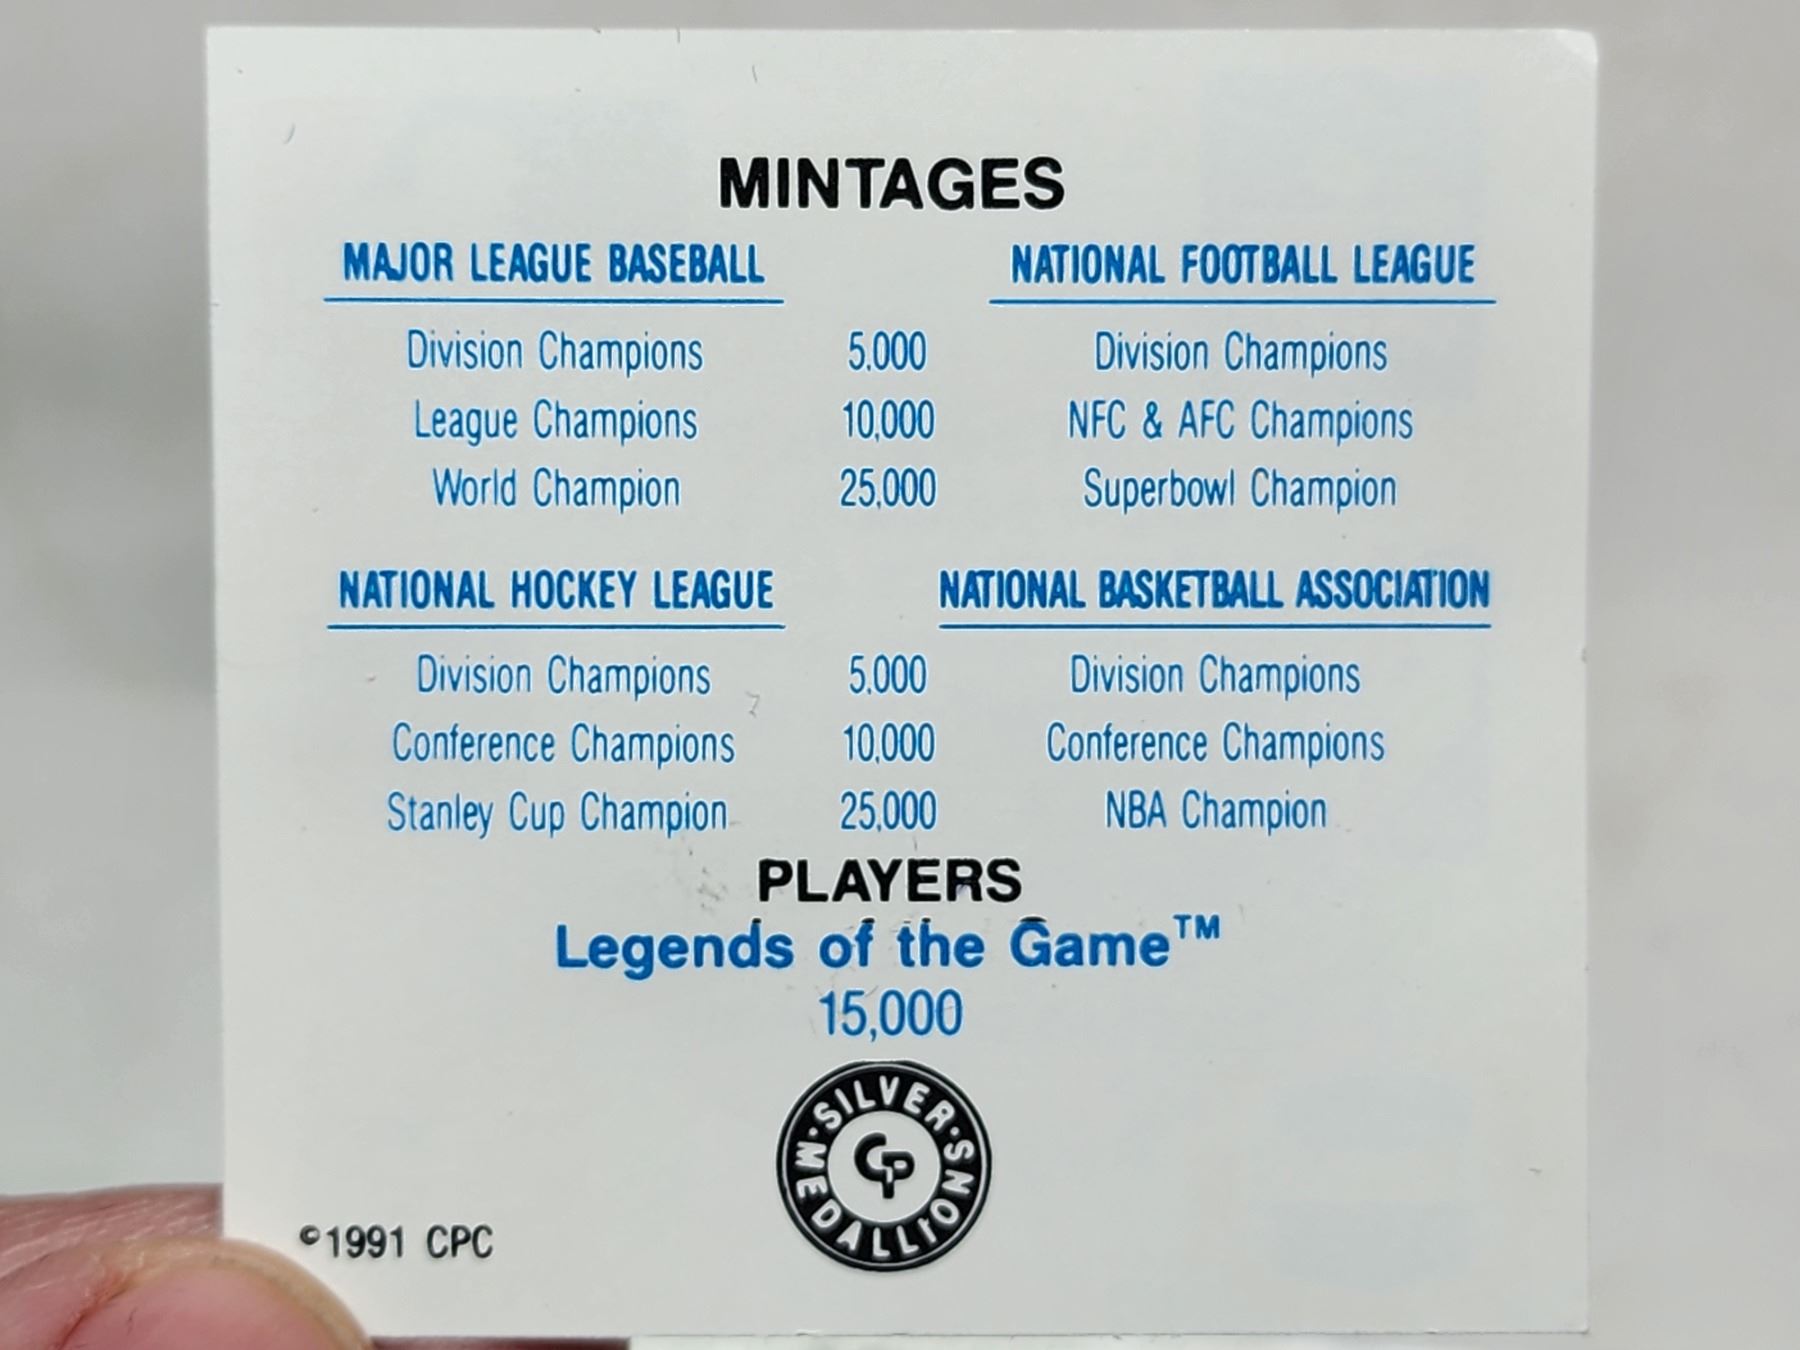 MINTAGES
MAJOR LEAGUE BASEBALL NATIONAL FOOTBALL LEAGUE
Division Champions 5,000 Division Champions
League Champions 10,000 NFC & AFC Champions
World Champion 25,000 Superbowl Champion
NATIONAL HOCKEY LEAGUE NATIONAL BASKETBALL ASSOCIATION
Division Champions 5,000 Division Champions
Conference Champions 10,000 Conference Champions
Stanley Cup Champion 25,000 NBA Champion
PLAYERS
Legends of the Game™
15,000
SILVER · MEDALLIONS ·
CP
©1991 CPC